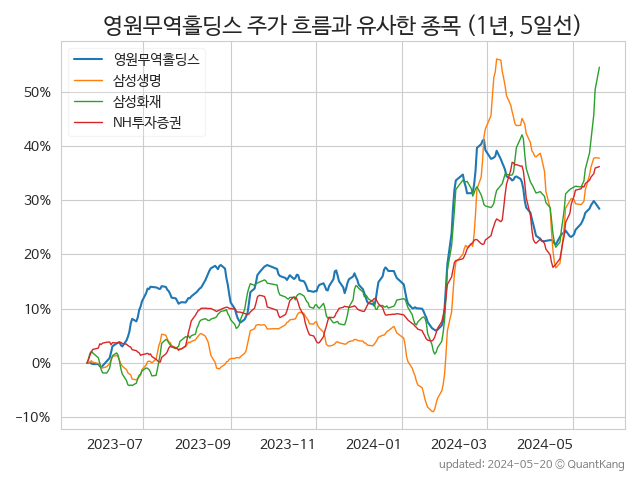 영원무역홀딩스 주가 흐름과 유사한 종목 (1년, 5일선)
영원무역홀딩스
삼성생명
삼성화재
NH투자증권
50%
40%
30%
20%
10%
0%
−10%
2023-07 2023-09 2023-11 2024-01 2024-03 2024-05
updated: 2024-05-20 © QuantKang